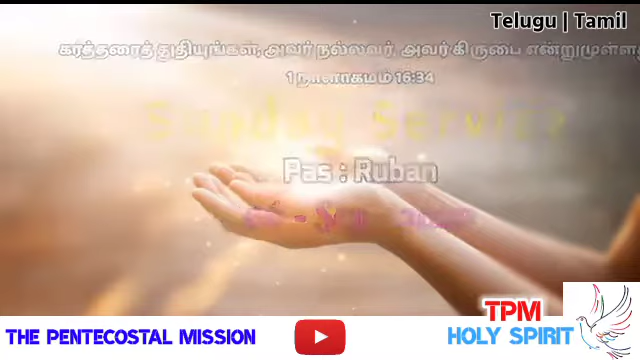 Telugu | Tamil
கர்த்தரைத் துதியுங்கள், அவர் நல்லவர், அவர் கிருபை என்றுமுள்ளது
1 நாளாகமம் 16:34
Sunday Service
Pas : Ruban
TPM
THE PENTECOSTAL MISSION
HOLY SPIRIT